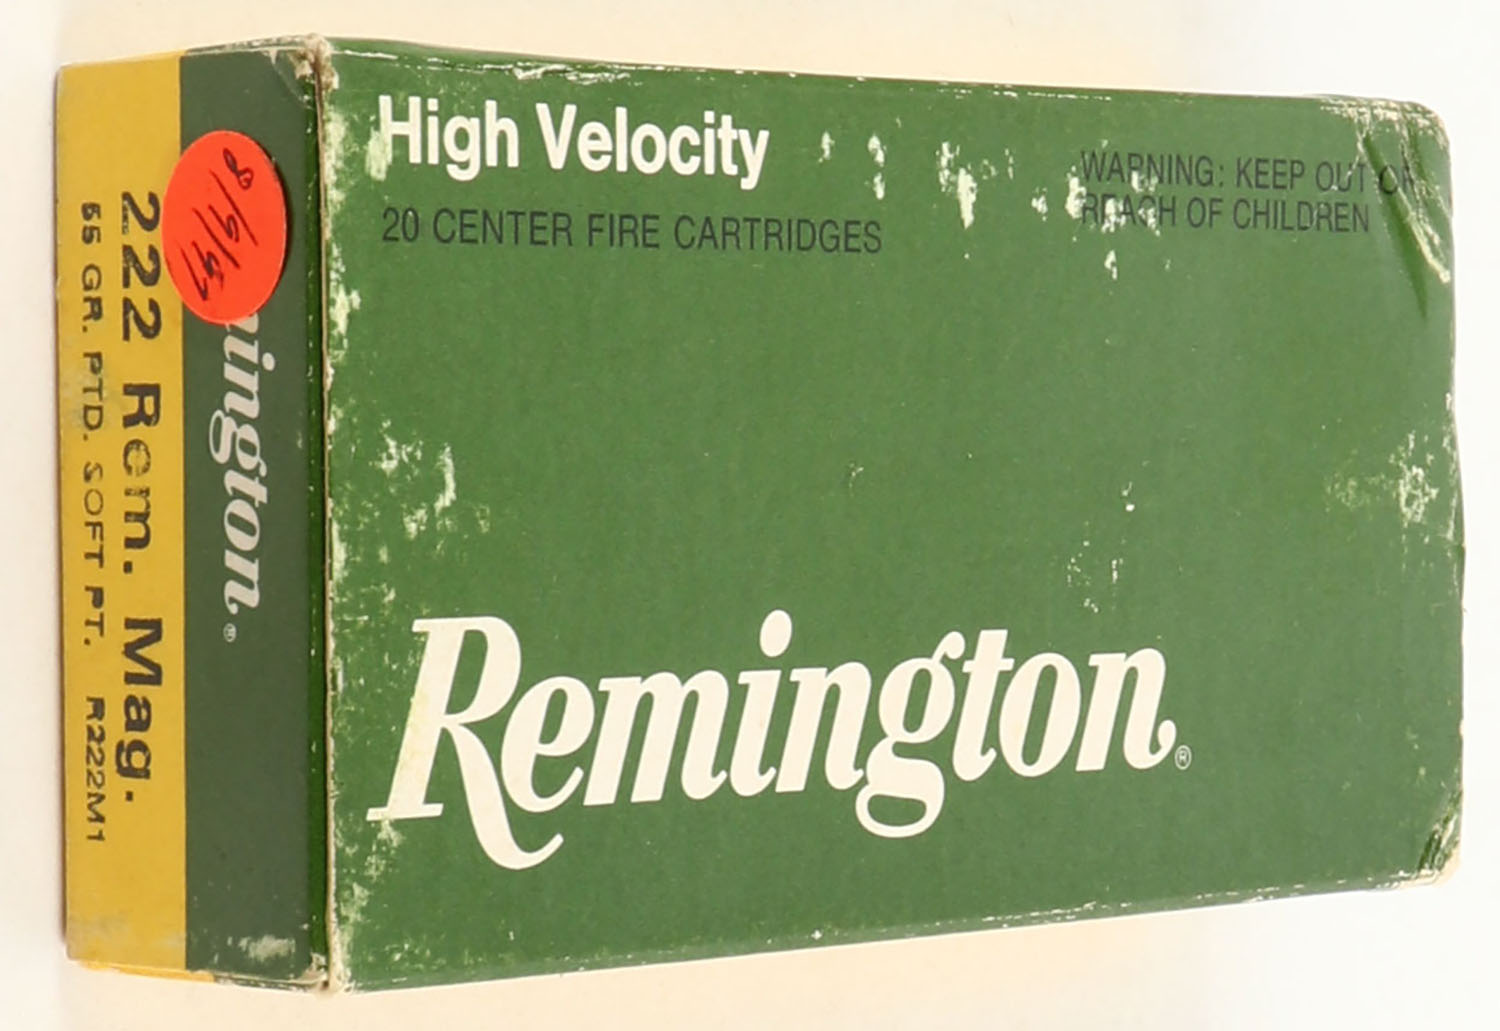 High Velocity
20 CENTER FIRE CARTRIDGES
WARNING: KEEP OUT OF
REACH OF CHILDREN
Remington®
mington®
222 Rem. Mag.
55 GR. PTD. SOFT PT. R222M1